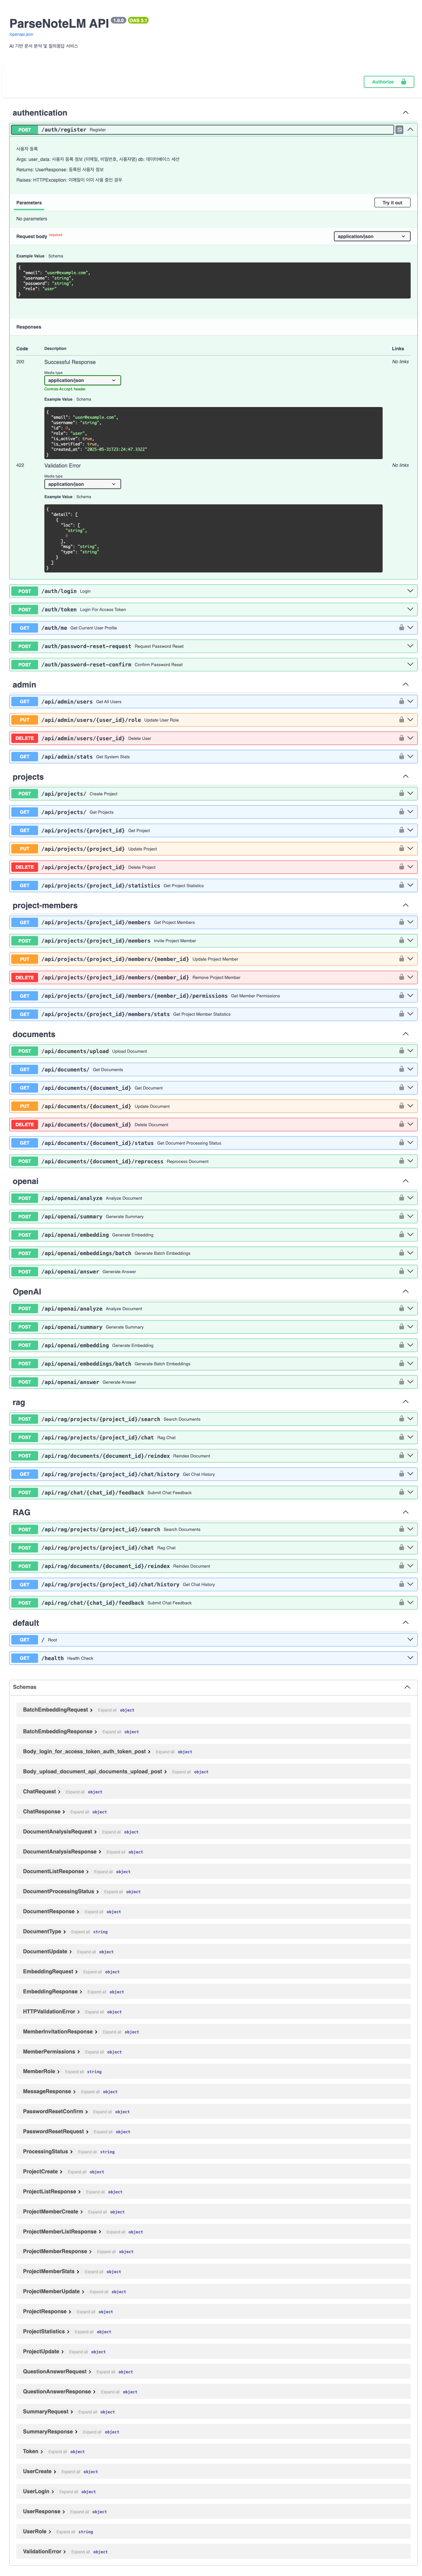 ParseNoteLM API 1.0.0 OAS 3.1
/openapi.json
AI 기반 문서 분석 및 질의응답 서비스
Authorize
authentication
POST /auth/register Register
사용자 등록
Args: user_data: 사용자 등록 정보 (이메일, 비밀번호, 사용자명) db: 데이터베이스 세션
Returns: UserResponse: 등록된 사용자 정보
Raises: HTTPException: 이메일이 이미 사용 중인 경우
Parameters
Try it out
No parameters
Request body required
application/json
Example Value Schema
{
"email": "user@example.com",
"username": "string",
"password": "string",
"role": "user"
}
Responses
Code Description Links
200 Successful Response No links
Media type
application/json
Controls Accept header.
Example Value Schema
{
"email": "user@example.com",
"username": "string",
"id": 0,
"role": "user",
"is_active": true,
"is_verified": true,
"created_at": "2025-05-31T23:24:47.332Z"
}
422 Validation Error No links
Media type
application/json
Example Value Schema
{
"detail": [
{
"loc": [
"string",
0
],
"msg": "string",
"type": "string"
}
]
}
POST /auth/login Login
POST /auth/token Login For Access Token
GET /auth/me Get Current User Profile
POST /auth/password-reset-request Request Password Reset
POST /auth/password-reset-confirm Confirm Password Reset
admin
GET /api/admin/users Get All Users
PUT /api/admin/users/{user_id}/role Update User Role
DELETE /api/admin/users/{user_id} Delete User
GET /api/admin/stats Get System Stats
projects
POST /api/projects/ Create Project
GET /api/projects/ Get Projects
GET /api/projects/{project_id} Get Project
PUT /api/projects/{project_id} Update Project
DELETE /api/projects/{project_id} Delete Project
GET /api/projects/{project_id}/statistics Get Project Statistics
project-members
GET /api/projects/{project_id}/members Get Project Members
POST /api/projects/{project_id}/members Invite Project Member
PUT /api/projects/{project_id}/members/{member_id} Update Project Member
DELETE /api/projects/{project_id}/members/{member_id} Remove Project Member
GET /api/projects/{project_id}/members/{member_id}/permissions Get Member Permissions
GET /api/projects/{project_id}/members/stats Get Project Member Statistics
documents
POST /api/documents/upload Upload Document
GET /api/documents/ Get Documents
GET /api/documents/{document_id} Get Document
PUT /api/documents/{document_id} Update Document
DELETE /api/documents/{document_id} Delete Document
GET /api/documents/{document_id}/status Get Document Processing Status
POST /api/documents/{document_id}/reprocess Reprocess Document
openai
POST /api/openai/analyze Analyze Document
POST /api/openai/summary Generate Summary
POST /api/openai/embedding Generate Embedding
POST /api/openai/embeddings/batch Generate Batch Embeddings
POST /api/openai/answer Generate Answer
OpenAI
POST /api/openai/analyze Analyze Document
POST /api/openai/summary Generate Summary
POST /api/openai/embedding Generate Embedding
POST /api/openai/embeddings/batch Generate Batch Embeddings
POST /api/openai/answer Generate Answer
rag
POST /api/rag/projects/{project_id}/search Search Documents
POST /api/rag/projects/{project_id}/chat Rag Chat
POST /api/rag/documents/{document_id}/reindex Reindex Document
GET /api/rag/projects/{project_id}/chat/history Get Chat History
POST /api/rag/chat/{chat_id}/feedback Submit Chat Feedback
RAG
POST /api/rag/projects/{project_id}/search Search Documents
POST /api/rag/projects/{project_id}/chat Rag Chat
POST /api/rag/documents/{document_id}/reindex Reindex Document
GET /api/rag/projects/{project_id}/chat/history Get Chat History
POST /api/rag/chat/{chat_id}/feedback Submit Chat Feedback
default
GET / Root
GET /health Health Check
Schemas
BatchEmbeddingRequest Expand all object
BatchEmbeddingResponse Expand all object
Body_login_for_access_token_auth_token_post Expand all object
Body_upload_document_api_documents_upload_post Expand all object
ChatRequest Expand all object
ChatResponse Expand all object
DocumentAnalysisRequest Expand all object
DocumentAnalysisResponse Expand all object
DocumentListResponse Expand all object
DocumentProcessingStatus Expand all object
DocumentResponse Expand all object
DocumentType Expand all string
DocumentUpdate Expand all object
EmbeddingRequest Expand all object
EmbeddingResponse Expand all object
HTTPValidationError Expand all object
MemberInvitationResponse Expand all object
MemberPermissions Expand all object
MemberRole Expand all string
MessageResponse Expand all object
PasswordResetConfirm Expand all object
PasswordResetRequest Expand all object
ProcessingStatus Expand all string
ProjectCreate Expand all object
ProjectListResponse Expand all object
ProjectMemberCreate Expand all object
ProjectMemberListResponse Expand all object
ProjectMemberResponse Expand all object
ProjectMemberStats Expand all object
ProjectMemberUpdate Expand all object
ProjectResponse Expand all object
ProjectStatistics Expand all object
ProjectUpdate Expand all object
QuestionAnswerRequest Expand all object
QuestionAnswerResponse Expand all object
SummaryRequest Expand all object
SummaryResponse Expand all object
Token Expand all object
UserCreate Expand all object
UserLogin Expand all object
UserResponse Expand all object
UserRole Expand all string
ValidationError Expand all object